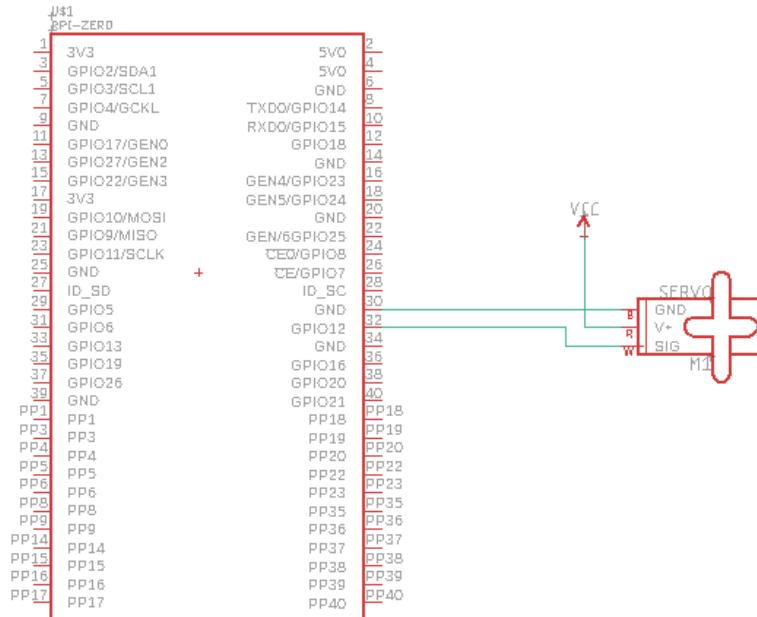 U$1
RPI-ZERO
1 3V3 5V0 2
3 GPIO2/SDA1 5V0 4
5 GPIO3/SCL1 GND 6
7 GPIO4/GCKL TXD0/GPIO14 8
9 GND RXD0/GPIO15 10
11 GPIO17/GEN0 GPIO18 12
13 GPIO27/GEN2 GND 14
15 GPIO22/GEN3 GEN4/GPIO23 16
17 3V3 GEN5/GPIO24 18
19 GPIO10/MOSI GND 20
21 GPIO9/MISO GEN/6GPIO25 22
23 GPIO11/SCLK CE0/GPIO8 24
25 GND CE/GPIO7 26
27 ID_SD ID_SC 28
29 GPIO5 GND 30
31 GPIO6 GPIO12 32
33 GPIO13 GND 34
35 GPIO19 GPIO16 36
37 GPIO26 GPIO20 38
39 GND GPIO21 40
PP1 PP1 PP18 PP18
PP3 PP3 PP19 PP19
PP4 PP4 PP20 PP20
PP5 PP5 PP22 PP22
PP6 PP6 PP23 PP23
PP8 PP8 PP35 PP35
PP9 PP9 PP36 PP36
PP14 PP14 PP37 PP37
PP15 PP15 PP38 PP38
PP16 PP16 PP39 PP39
PP17 PP17 PP40 PP40
VCC
SERVO
B GND
R V+
W SIG
M1